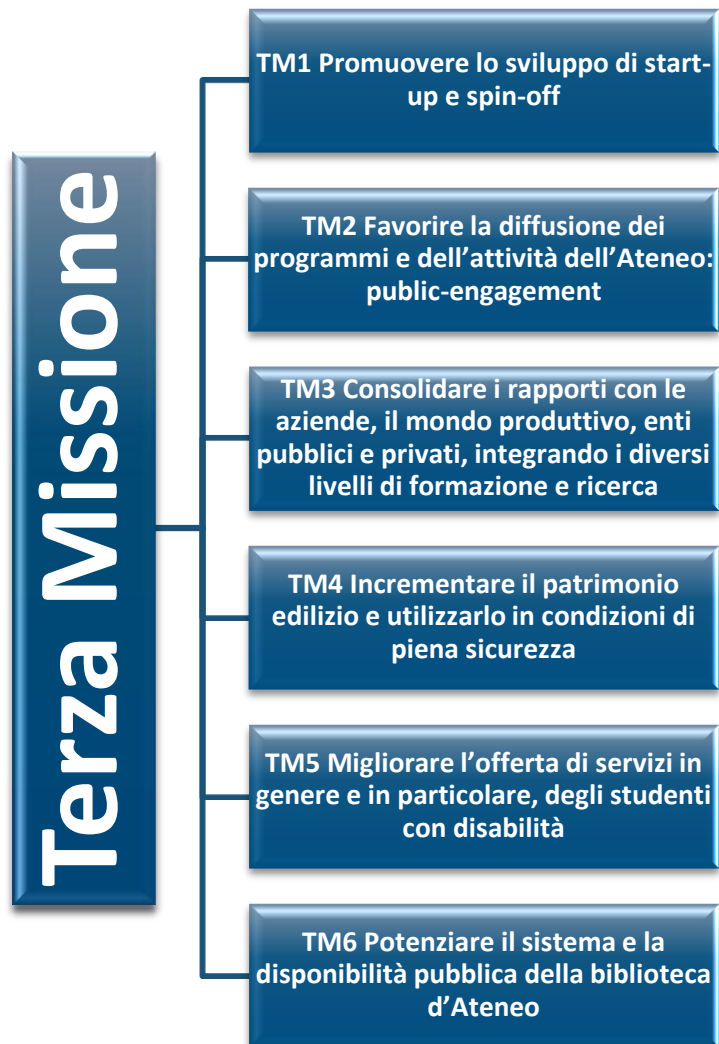 Terza Missione
TM1 Promuovere lo sviluppo di start-
up e spin-off
TM2 Favorire la diffusione dei
programmi e dell’attività dell’Ateneo:
public-engagement
TM3 Consolidare i rapporti con le
aziende, il mondo produttivo, enti
pubblici e privati, integrando i diversi
livelli di formazione e ricerca
TM4 Incrementare il patrimonio
edilizio e utilizzarlo in condizioni di
piena sicurezza
TM5 Migliorare l’offerta di servizi in
genere e in particolare, degli studenti
con disabilità
TM6 Potenziare il sistema e la
disponibilità pubblica della biblioteca
d’Ateneo